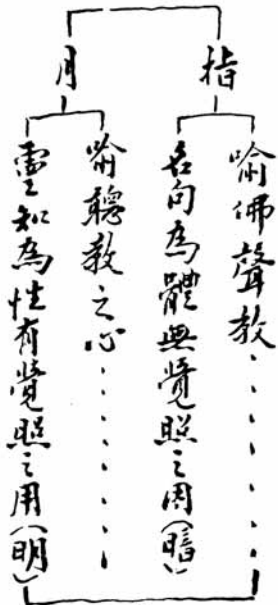 指
喻佛聲教
名句為體無覺照之用(暗)
月
喻聽教之心
靈知為性有覺照之用(明)